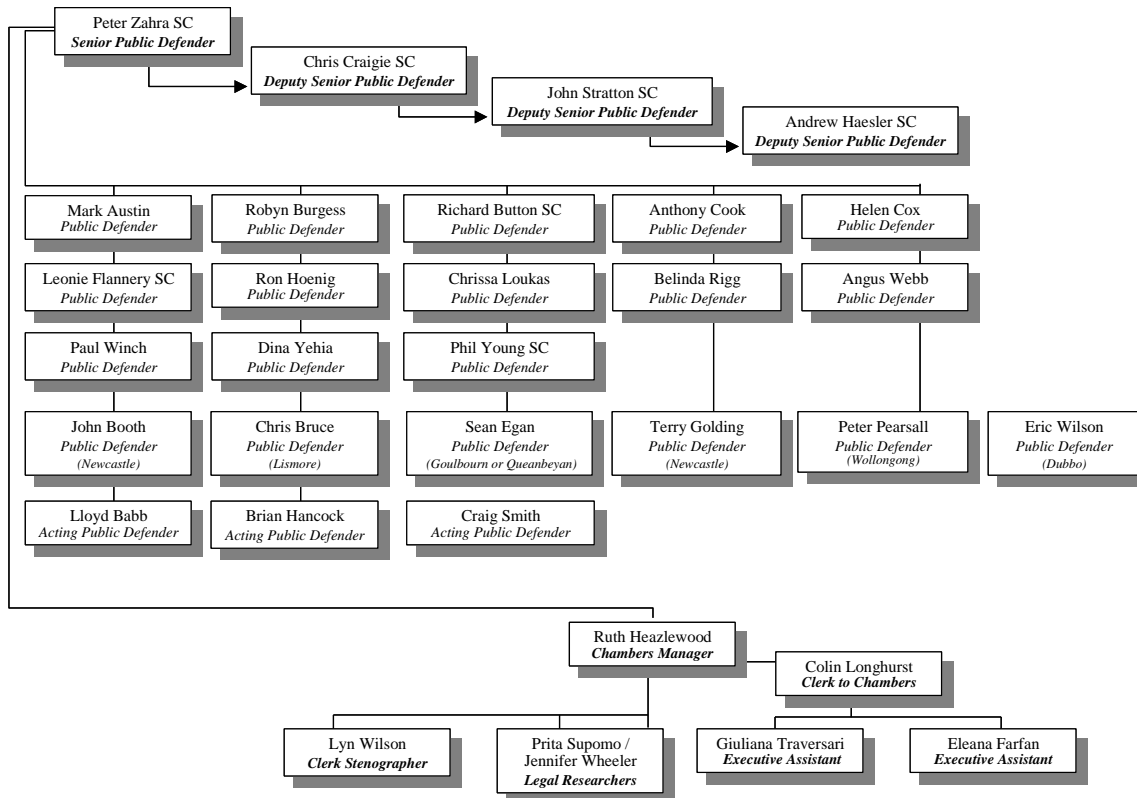 Peter Zahra SC
Senior Public Defender
Chris Craigie SC
Deputy Senior Public Defender
John Stratton SC
Deputy Senior Public Defender
Andrew Haesler SC
Deputy Senior Public Defender
Mark Austin
Public Defender
Robyn Burgess
Public Defender
Richard Button SC
Public Defender
Anthony Cook
Public Defender
Helen Cox
Public Defender
Leonie Flannery SC
Public Defender
Ron Hoenig
Public Defender
Chrissa Loukas
Public Defender
Belinda Rigg
Public Defender
Angus Webb
Public Defender
Paul Winch
Public Defender
Dina Yehia
Public Defender
Phil Young SC
Public Defender
John Booth
Public Defender
(Newcastle)
Chris Bruce
Public Defender
(Lismore)
Sean Egan
Public Defender
(Goulbourn or Queanbeyan)
Terry Golding
Public Defender
(Newcastle)
Peter Pearsall
Public Defender
(Wollongong)
Eric Wilson
Public Defender
(Dubbo)
Lloyd Babb
Acting Public Defender
Brian Hancock
Acting Public Defender
Craig Smith
Acting Public Defender
Ruth Heazlewood
Chambers Manager
Colin Longhurst
Clerk to Chambers
Lyn Wilson
Clerk Stenographer
Prita Supomo /
Jennifer Wheeler
Legal Researchers
Giuliana Traversari
Executive Assistant
Eleana Farfan
Executive Assistant